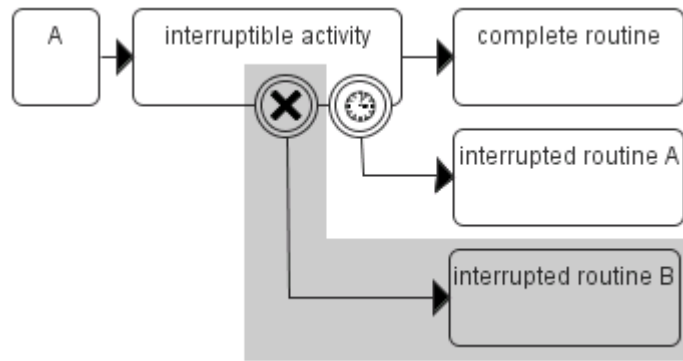 A
interruptible activity
complete routine
interrupted routine A
interrupted routine B